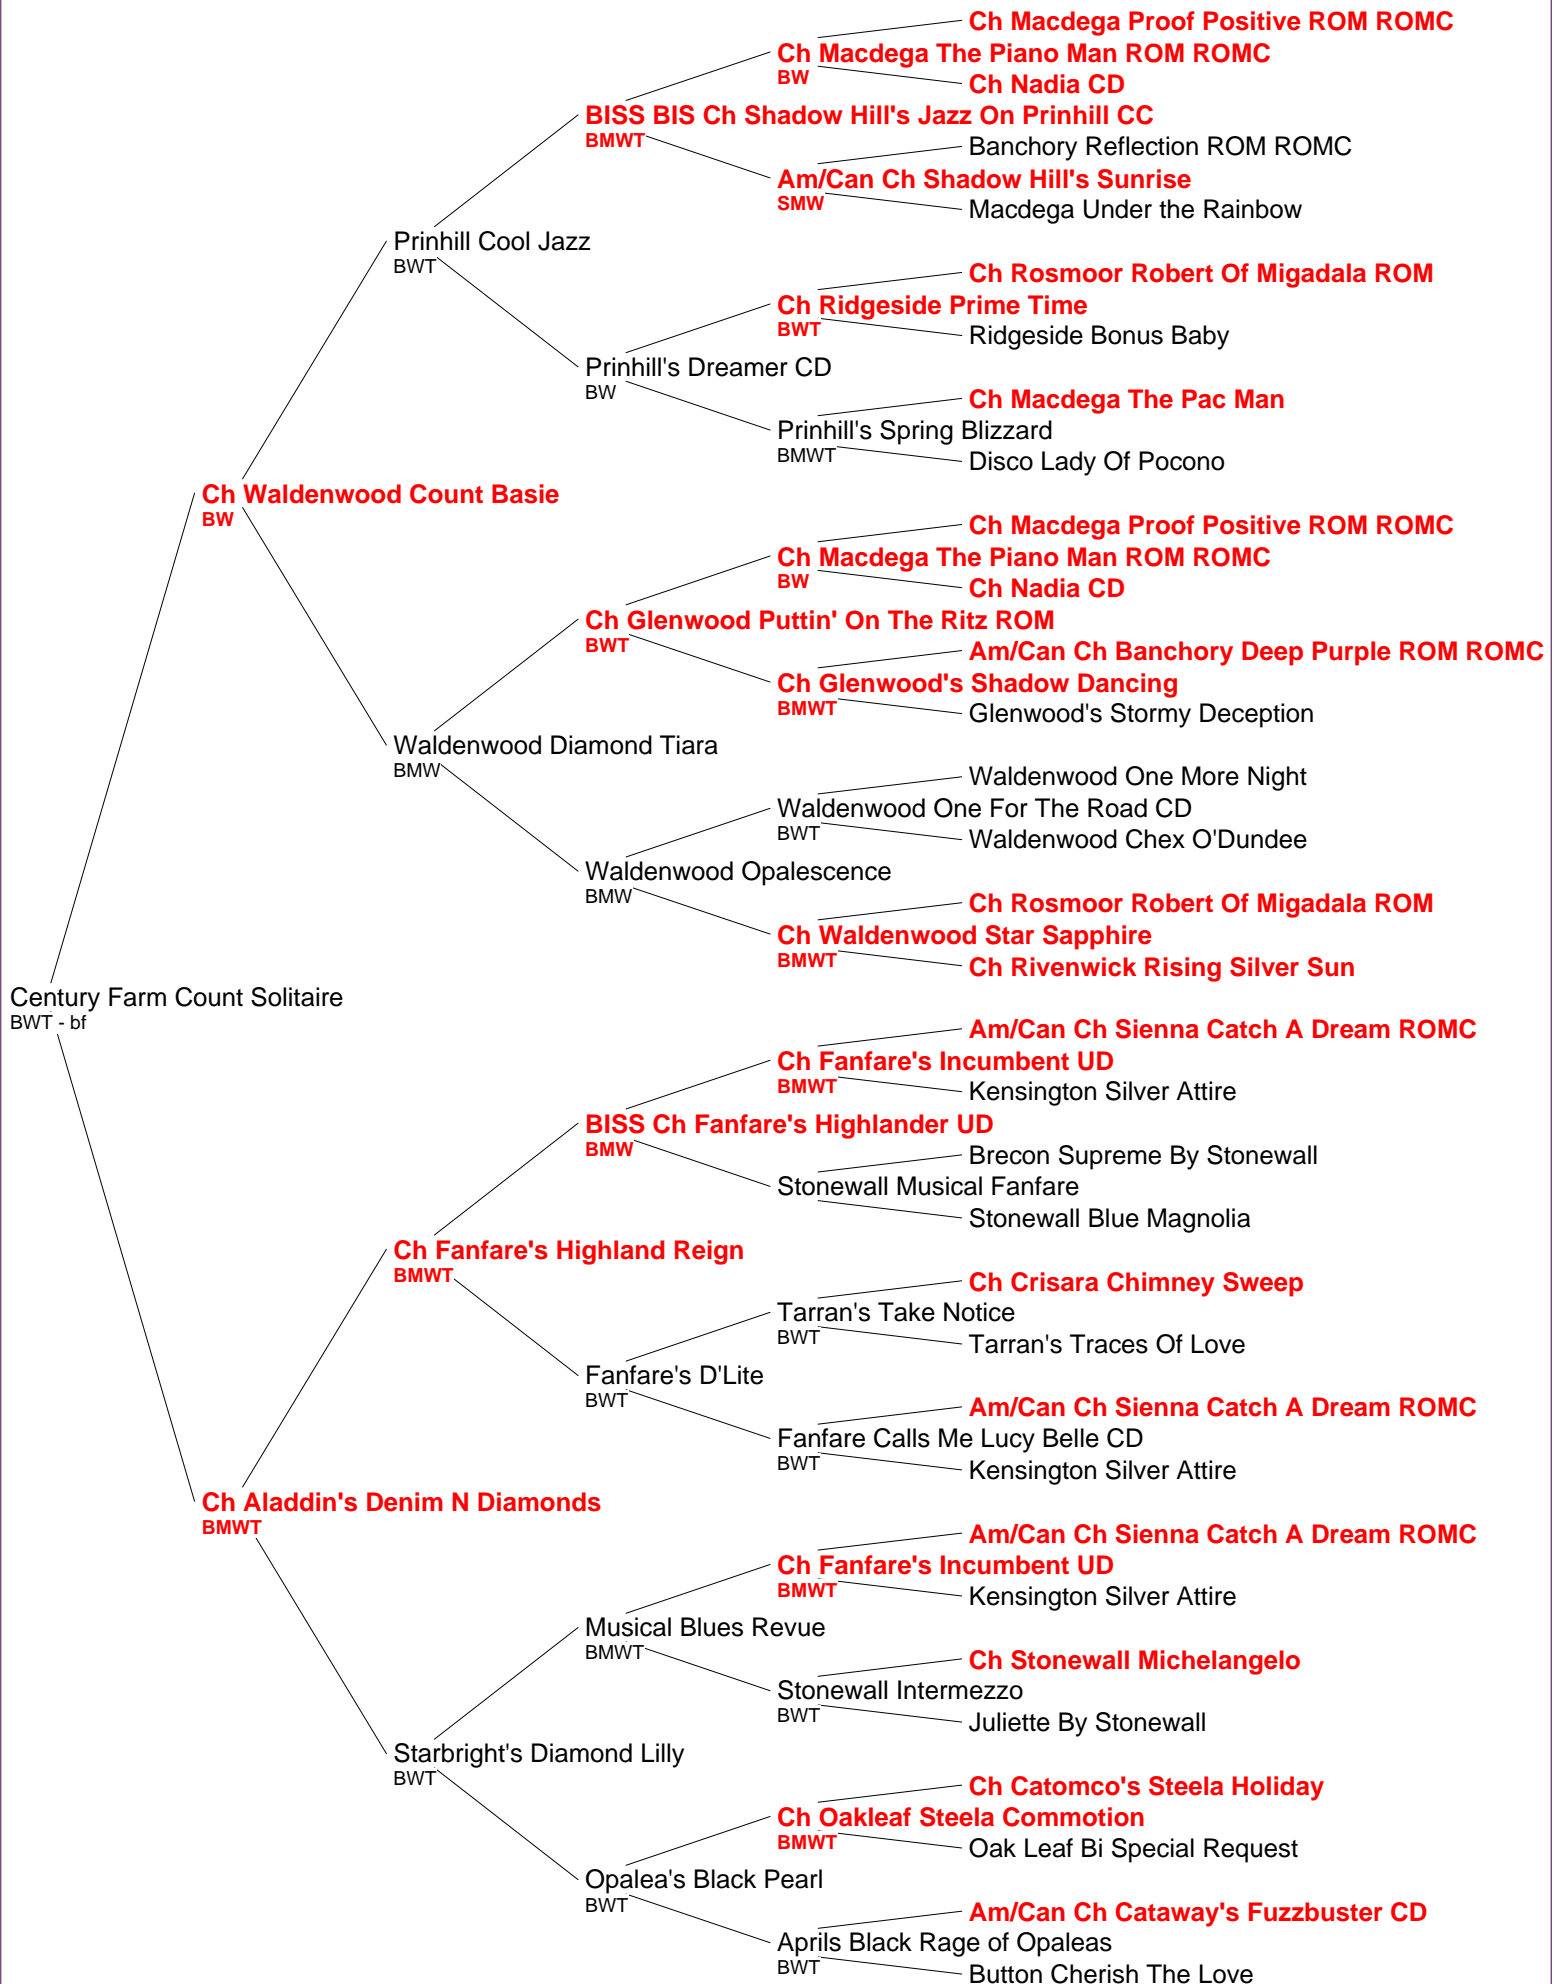 Ch Macdega Proof Positive ROM ROMC
Ch Macdega The Piano Man ROM ROMC
BW
Ch Nadia CD
BISS BIS Ch Shadow Hill's Jazz On Prinhill CC
BMWT
Banchory Reflection ROM ROMC
Am/Can Ch Shadow Hill's Sunrise
SMW
Macdega Under the Rainbow
Prinhill Cool Jazz
BWT
Ch Rosmoor Robert Of Migadala ROM
Ch Ridgeside Prime Time
BWT
Ridgeside Bonus Baby
Prinhill's Dreamer CD
BW
Ch Macdega The Pac Man
Prinhill's Spring Blizzard
BMWT
Disco Lady Of Pocono
Ch Waldenwood Count Basie
BW
Ch Macdega Proof Positive ROM ROMC
Ch Macdega The Piano Man ROM ROMC
BW
Ch Nadia CD
Ch Glenwood Puttin' On The Ritz ROM
BWT
Am/Can Ch Banchory Deep Purple ROM ROMC
Ch Glenwood's Shadow Dancing
BMWT
Glenwood's Stormy Deception
Waldenwood Diamond Tiara
BMW
Waldenwood One More Night
Waldenwood One For The Road CD
BWT
Waldenwood Chex O'Dundee
Waldenwood Opalescence
BMW
Ch Rosmoor Robert Of Migadala ROM
Ch Waldenwood Star Sapphire
BMWT
Ch Rivenwick Rising Silver Sun
Century Farm Count Solitaire
BWT - bf
Am/Can Ch Sienna Catch A Dream ROMC
Ch Fanfare's Incumbent UD
BMWT
Kensington Silver Attire
BISS Ch Fanfare's Highlander UD
BMW
Brecon Supreme By Stonewall
Stonewall Musical Fanfare
Stonewall Blue Magnolia
Ch Fanfare's Highland Reign
BMWT
Ch Crisara Chimney Sweep
Tarran's Take Notice
BWT
Tarran's Traces Of Love
Fanfare's D'Lite
BWT
Am/Can Ch Sienna Catch A Dream ROMC
Fanfare Calls Me Lucy Belle CD
BWT
Kensington Silver Attire
Ch Aladdin's Denim N Diamonds
BMWT
Am/Can Ch Sienna Catch A Dream ROMC
Ch Fanfare's Incumbent UD
BMWT
Kensington Silver Attire
Musical Blues Revue
BMWT
Ch Stonewall Michelangelo
Stonewall Intermezzo
BWT
Juliette By Stonewall
Starbright's Diamond Lilly
BWT
Ch Catomco's Steela Holiday
Ch Oakleaf Steela Commotion
BMWT
Oak Leaf Bi Special Request
Opalea's Black Pearl
BWT
Am/Can Ch Cataway's Fuzzbuster CD
Aprils Black Rage of Opaleas
BWT
Button Cherish The Love